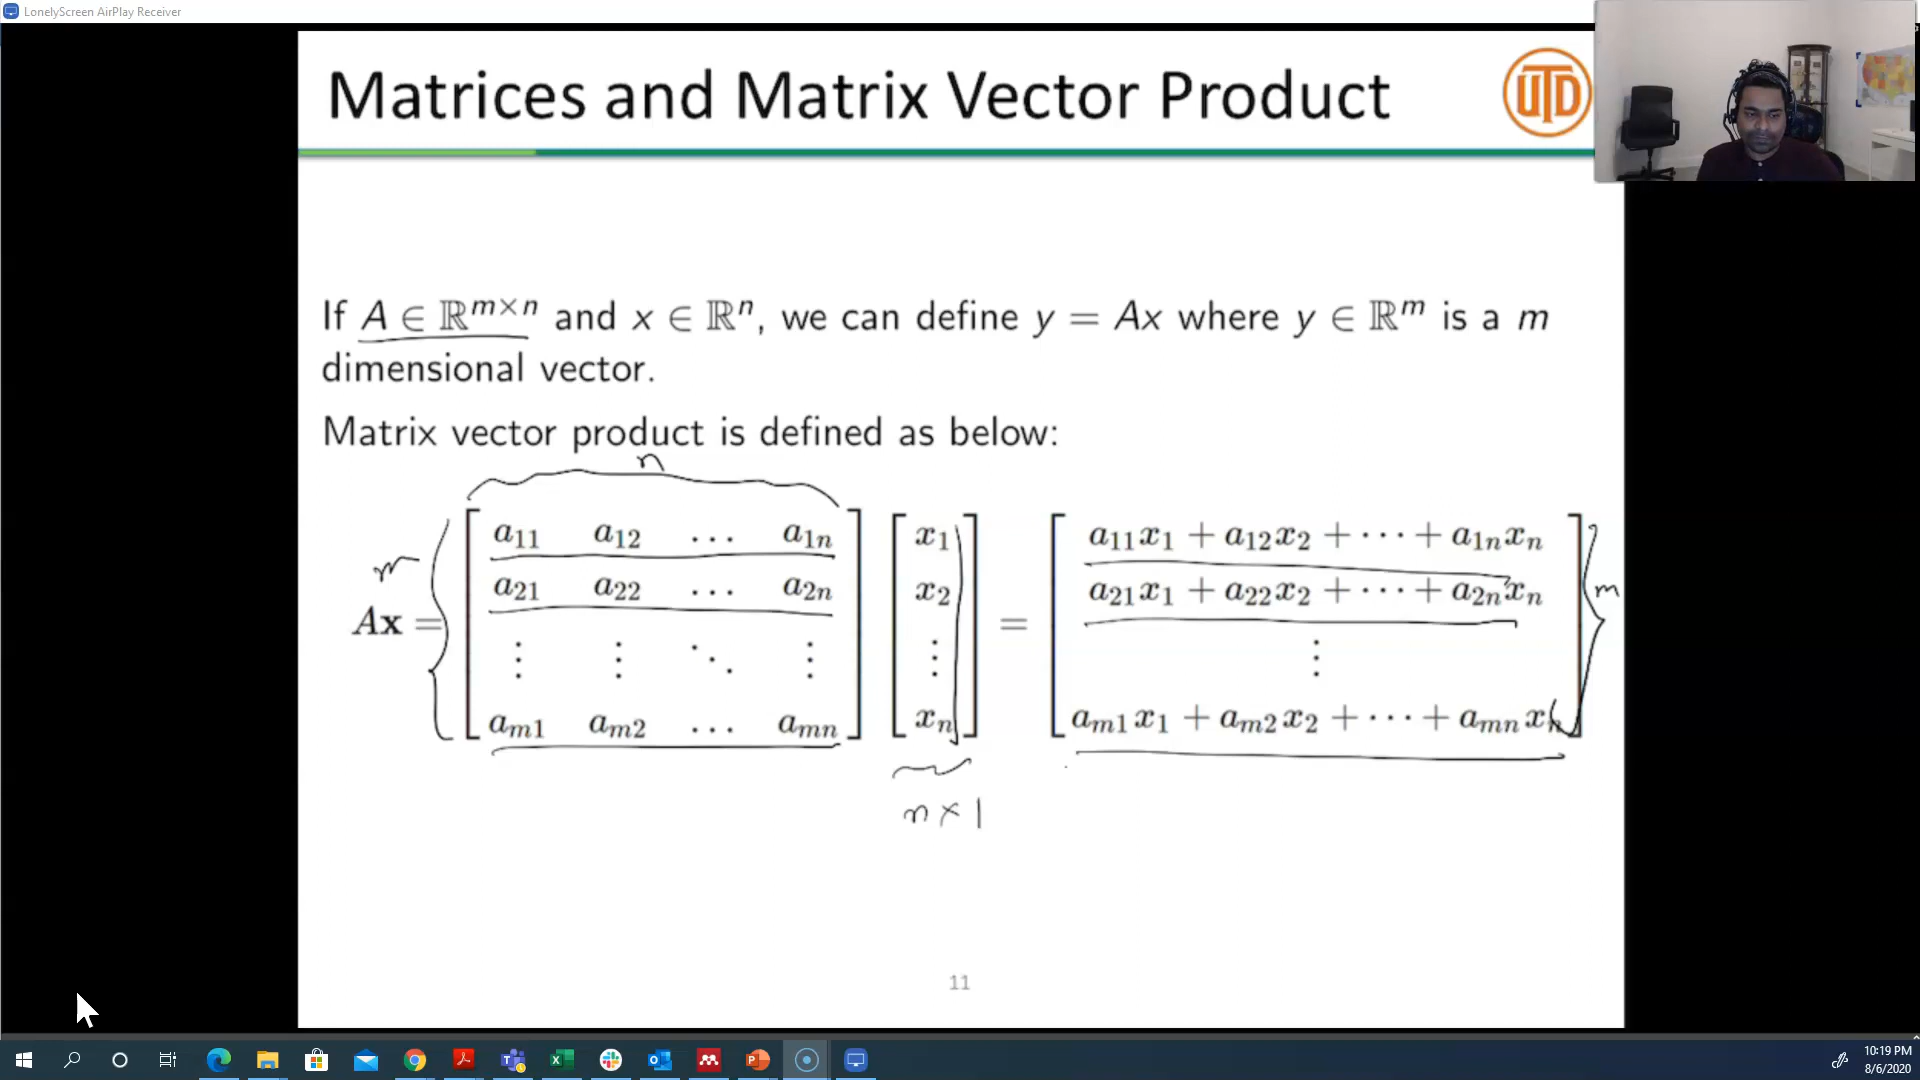 LonelyScreen AirPlay Receiver
Matrices and Matrix Vector Product
UTD
If A ∈ ℝ^{m×n} and x ∈ ℝ^n, we can define y = Ax where y ∈ ℝ^m is a m
dimensional vector.
Matrix vector product is defined as below:
n
m
Ax =
a₁₁ a₁₂ … a₁ₙ
a₂₁ a₂₂ … a₂ₙ
⋮ ⋮ ⋱ ⋮
aₘ₁ aₘ₂ … aₘₙ
x₁
x₂
⋮
xₙ
=
a₁₁x₁ + a₁₂x₂ + ⋯ + a₁ₙxₙ
a₂₁x₁ + a₂₂x₂ + ⋯ + a₂ₙxₙ
⋮
aₘ₁x₁ + aₘ₂x₂ + ⋯ + aₘₙxₙ
m
n × 1
11
10:19 PM
8/6/2020